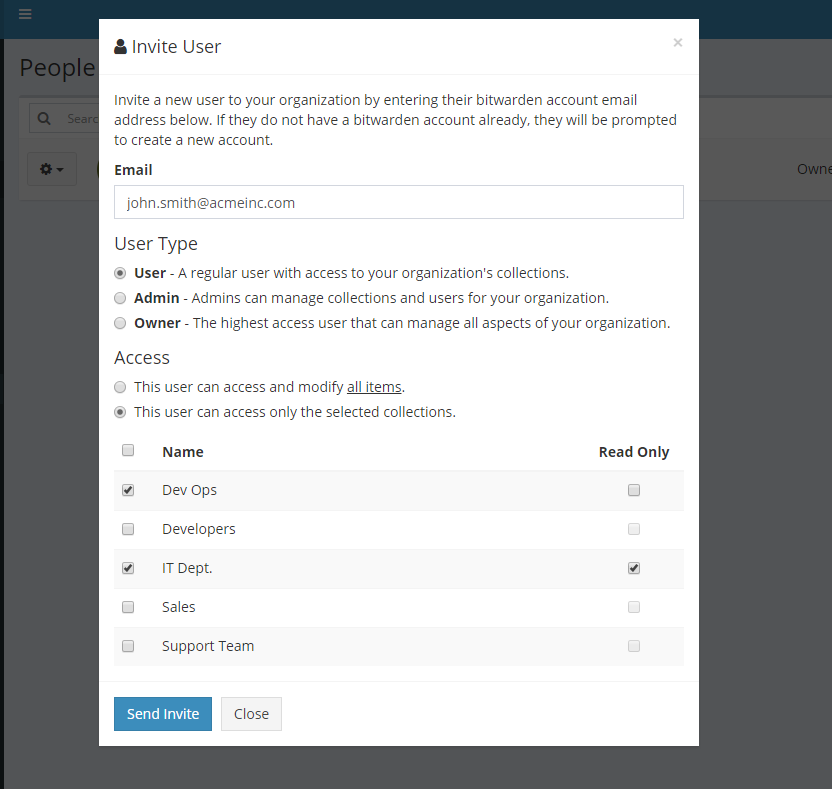 People
Invite User
×
Invite a new user to your organization by entering their bitwarden account email
address below. If they do not have a bitwarden account already, they will be prompted
to create a new account.
Email
john.smith@acmeinc.com
User Type
User - A regular user with access to your organization's collections.
Admin - Admins can manage collections and users for your organization.
Owner - The highest access user that can manage all aspects of your organization.
Access
This user can access and modify all items.
This user can access only the selected collections.
Name Read Only
Dev Ops
Developers
IT Dept.
Sales
Support Team
Send Invite Close
Searc
Owne